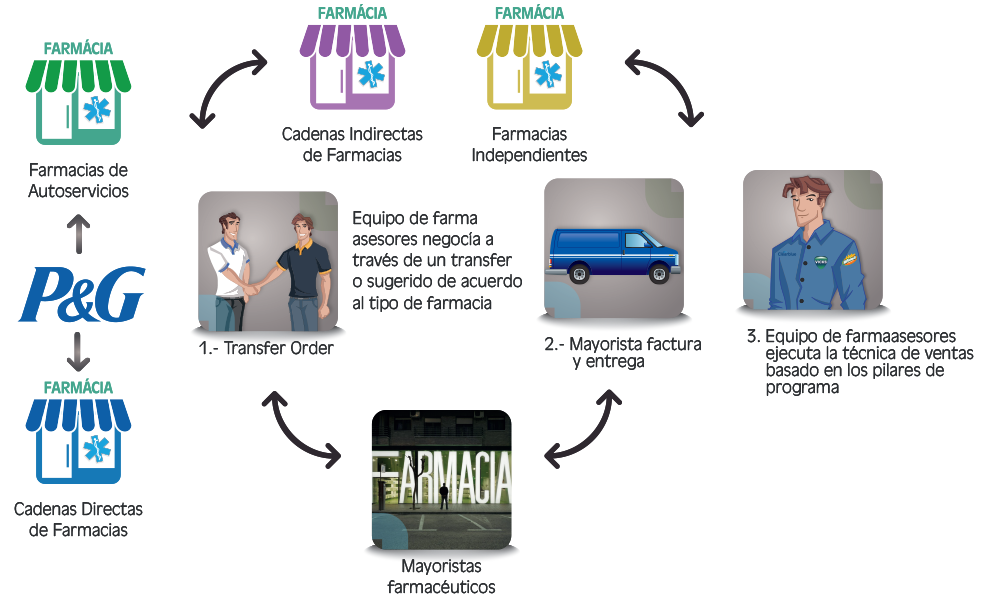 FARMÁCIA
Farmacias de
Autoservicios
P&G
FARMÁCIA
Cadenas Directas
de Farmacias
FARMÁCIA
Cadenas Indirectas
de Farmacias
FARMÁCIA
Farmacias
Independientes
Equipo de farma
asesores negocía a
través de un transfer
o sugerido de acuerdo
al tipo de farmacia
1.- Transfer Order
2.- Mayorista factura
y entrega
3. Equipo de farmaasesores
ejecuta la técnica de ventas
basado en los pilares de
programa
FARMACIA
Mayoristas
farmacéuticos